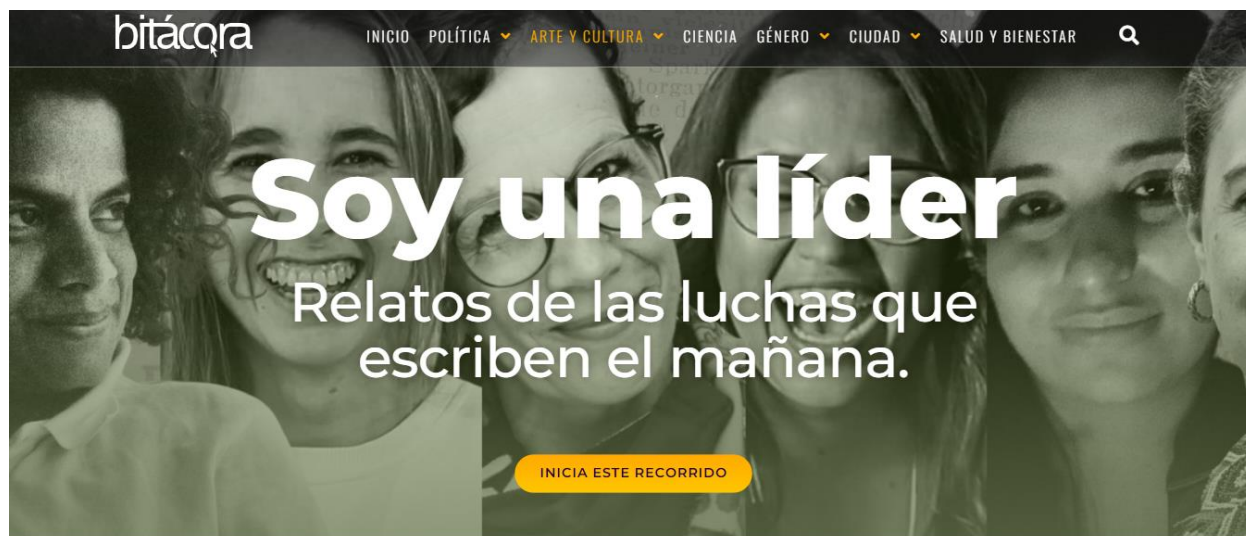 bitácora
INICIO POLÍTICA ARTE Y CULTURA CIENCIA GÉNERO CIUDAD SALUD Y BIENESTAR
Soy una líder
Relatos de las luchas que
escriben el mañana.
INICIA ESTE RECORRIDO